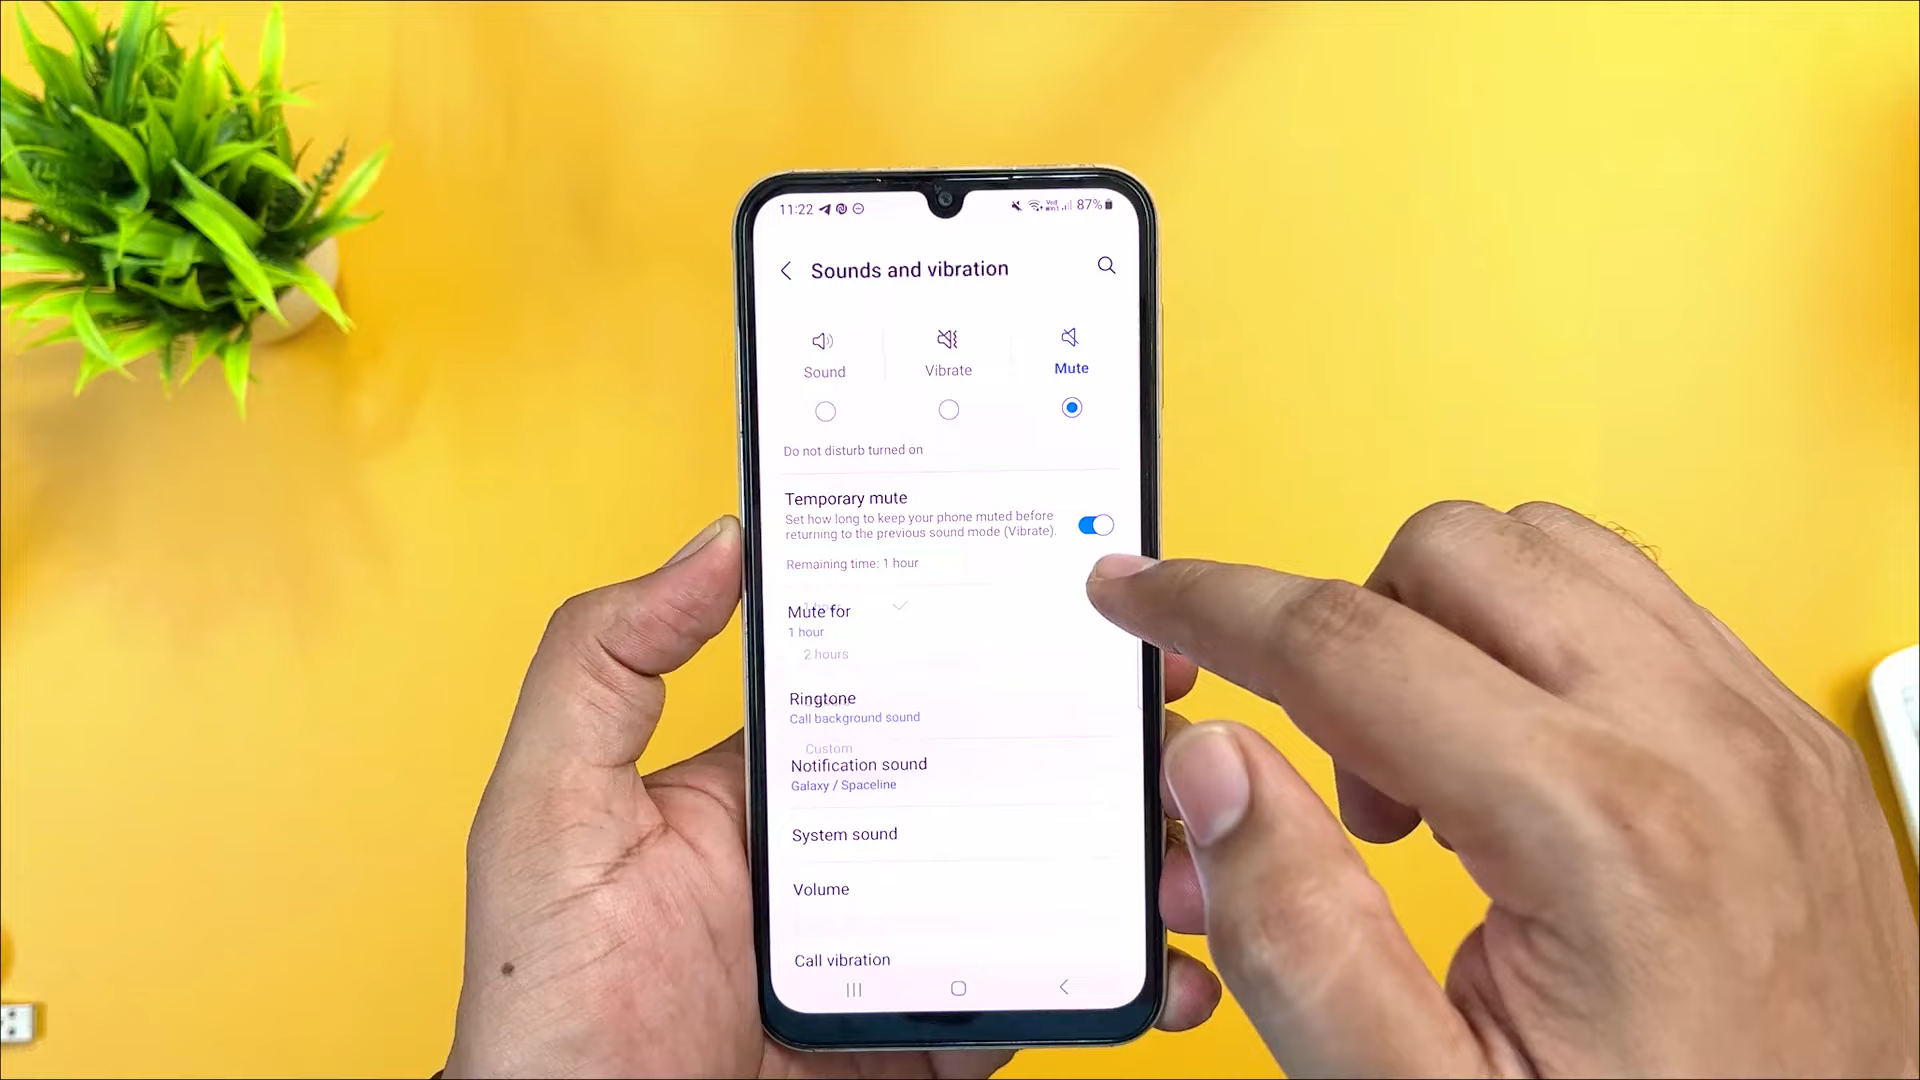 11:22 87%
Sounds and vibration
Sound Vibrate Mute
Do not disturb turned on
Temporary mute
Set how long to keep your phone muted before
returning to the previous sound mode (Vibrate).
Remaining time: 1 hour
Mute for
1 hour
2 hours
Ringtone
Call background sound
Custom
Notification sound
Galaxy / Spaceline
System sound
Volume
Call vibration